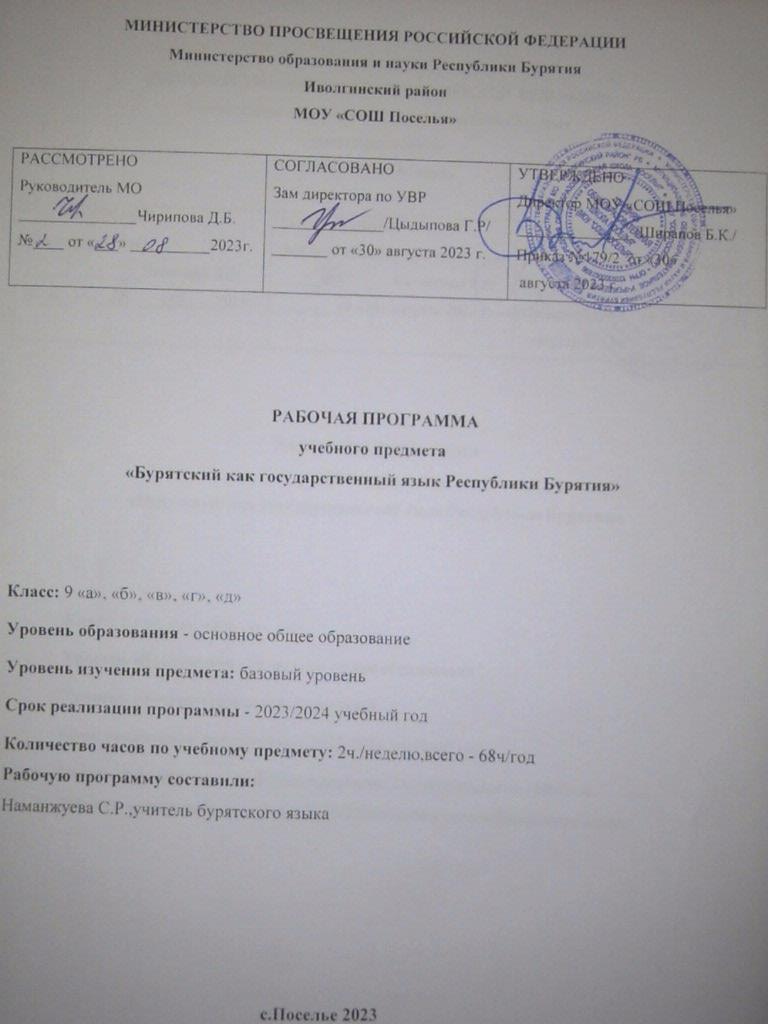 МИНИСТЕРСТВО ПРОСВЕЩЕНИЯ РОССИЙСКОЙ ФЕДЕРАЦИИ
Министерство образования и науки Республики Бурятия
Иволгинский район
МОУ «СОШ Поселья»
РАССМОТРЕНО
Руководитель МО
______________Чирипова Д.Б.
№2 от «28» 08 2023г.
СОГЛАСОВАНО
Зам директора по УВР
______________/Цыдыпова Г.Р/
_______ от «30» августа 2023 г.
УТВЕРЖДЕНО
Директор МОУ «СОШ Поселья»
/Ширапов Б.К./
Приказ №179/2 от «30»
августа 2023 г.
РАБОЧАЯ ПРОГРАММА
учебного предмета
«Бурятский как государственный язык Республики Бурятия»
Класс: 9 «а», «б», «в», «г», «д»
Уровень образования - основное общее образование
Уровень изучения предмета: базовый уровень
Срок реализации программы - 2023/2024 учебный год
Количество часов по учебному предмету: 2ч./неделю,всего - 68ч/год
Рабочую программу составили:
Наманжуева С.Р.,учитель бурятского языка
с.Поселье 2023